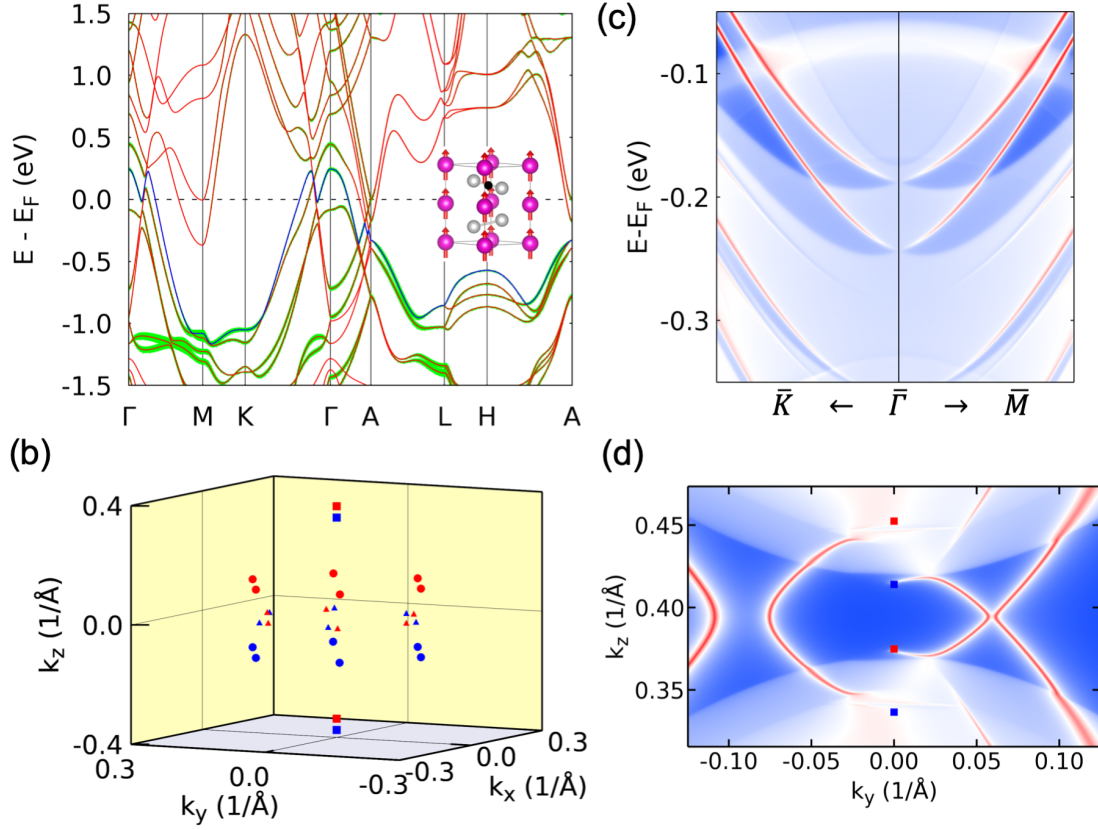 1.5
1.0
0.5
0.0
-0.5
-1.0
-1.5
E - E_F (eV)
Γ M K Γ A L H A
(c)
-0.1
-0.2
-0.3
E-E_F (eV)
K̅ ← Γ̅ → M̅
(b)
0.4
0.0
-0.4
k_z (1/Å)
0.3 0.0 -0.3
k_y (1/Å)
-0.3 0.0 0.3
k_x (1/Å)
(d)
0.45
0.40
0.35
k_z (1/Å)
-0.10 -0.05 0.00 0.05 0.10
k_y (1/Å)